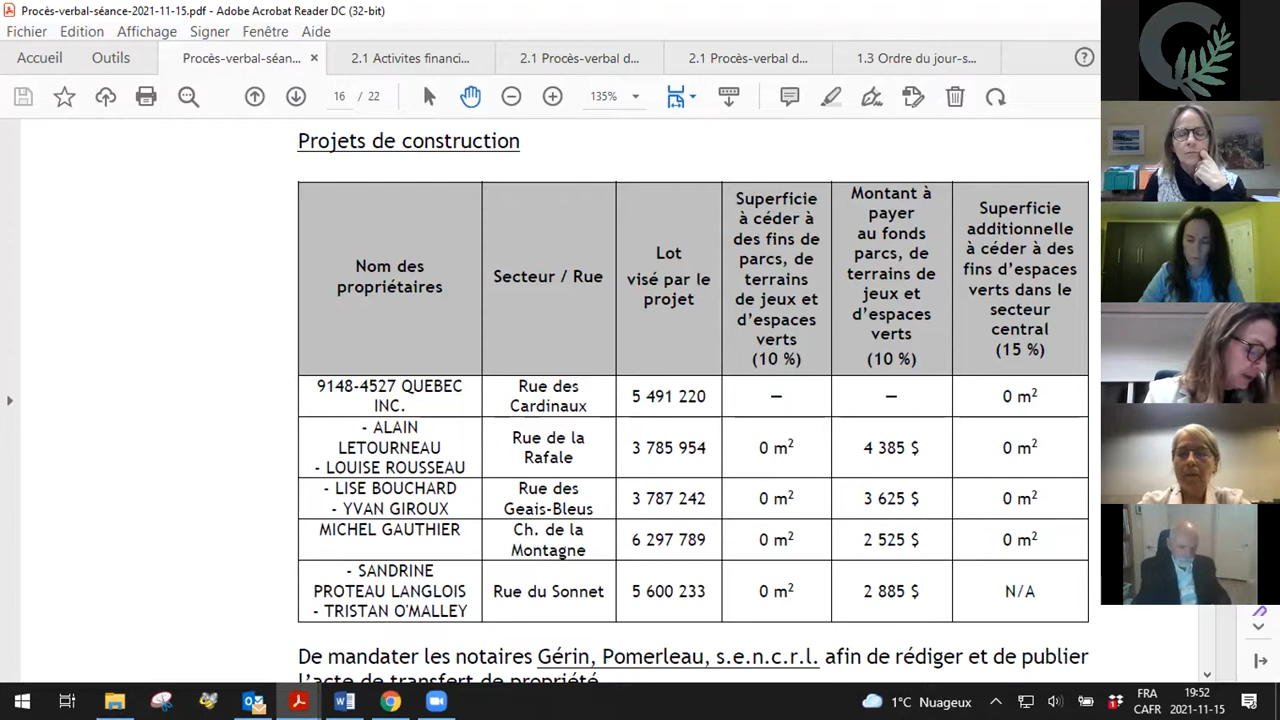 Procès-verbal-séance-2021-11-15.pdf - Adobe Acrobat Reader DC (32-bit)
Fichier Edition Affichage Signer Fenêtre Aide
Accueil Outils Procès-verbal-séan... × 2.1 Activites financi... 2.1 Procès-verbal d... 2.1 Procès-verbal d... 1.3 Ordre du jour-s...
16 / 22 135%
Projets de construction
Nom des
propriétaires
Secteur / Rue
Lot
visé par le
projet
Superficie
à céder à
des fins de
parcs, de
terrains
de jeux et
d’espaces
verts
(10 %)
Montant à
payer
au fonds
parcs, de
terrains de
jeux et
d’espaces
verts
(10 %)
Superficie
additionnelle
à céder à des
fins d’espaces
verts dans le
secteur
central
(15 %)
9148-4527 QUEBEC
INC.
Rue des
Cardinaux
5 491 220
—
—
0 m²
- ALAIN
LETOURNEAU
- LOUISE ROUSSEAU
Rue de la
Rafale
3 785 954
0 m²
4 385 $
0 m²
- LISE BOUCHARD
- YVAN GIROUX
Rue des
Geais-Bleus
3 787 242
0 m²
3 625 $
0 m²
MICHEL GAUTHIER
Ch. de la
Montagne
6 297 789
0 m²
2 525 $
0 m²
- SANDRINE
PROTEAU LANGLOIS
- TRISTAN O'MALLEY
Rue du Sonnet
5 600 233
0 m²
2 885 $
N/A
De mandater les notaires Gérin, Pomerleau, s.e.n.c.r.l. afin de rédiger et de publier
l’acte de transfert de propriété.
1°C Nuageux
FRA
CAFR
19:52
2021-11-15